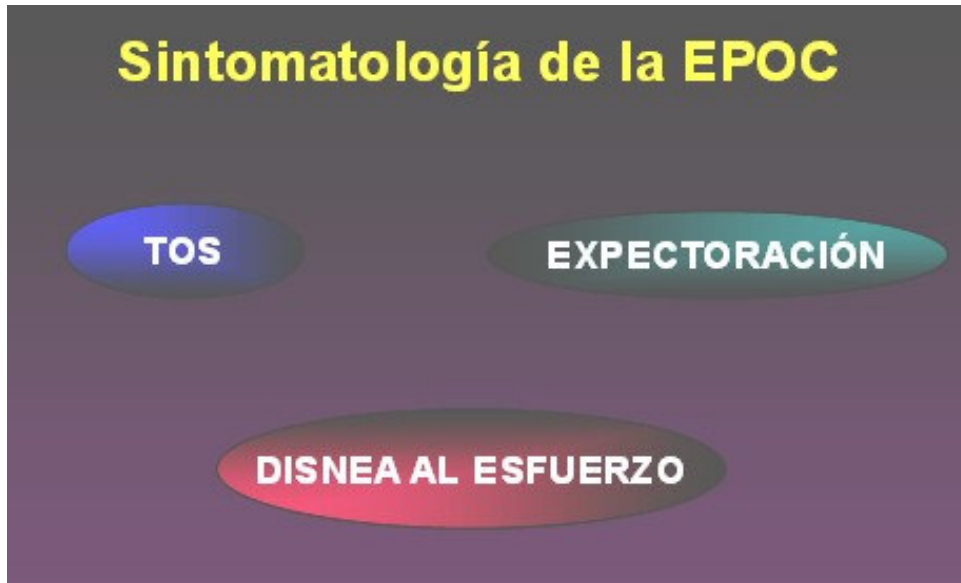 Sintomatología de la EPOC
TOS
EXPECTORACIÓN
DISNEA AL ESFUERZO